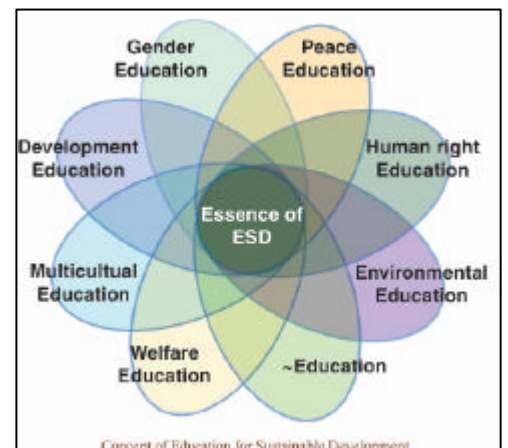 Gender
Education
Peace
Education
Development
Education
Human right
Education
Essence of
ESD
Multicultual
Education
Environmental
Education
Welfare
Education
~Education
Concept of Education for Sustainable Development